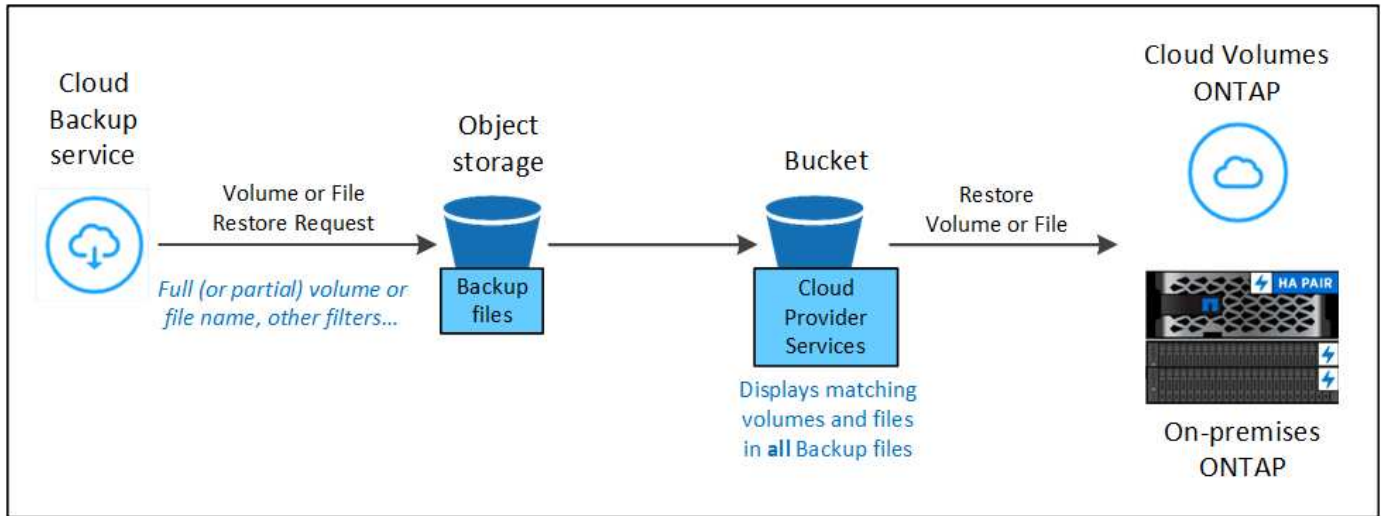 Cloud
Backup
service
Volume or File
Restore Request
Full (or partial) volume or
file name, other filters...
Object
storage
Backup
files
Bucket
Cloud
Provider
Services
Displays matching
volumes and files
in all Backup files
Restore
Volume or File
Cloud Volumes
ONTAP
HA PAIR
On-premises
ONTAP